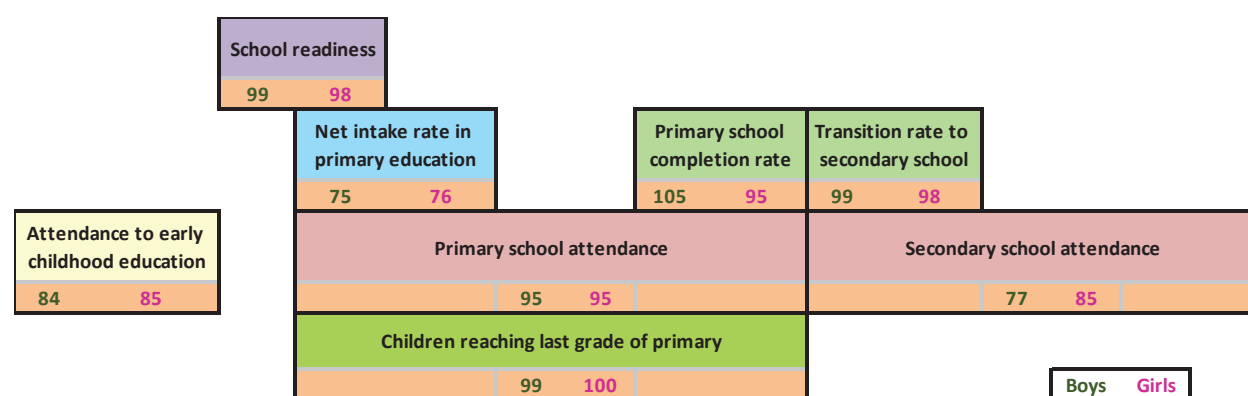 School readiness
99 98
Net intake rate in
primary education
75 76
Primary school
completion rate
105 95
Transition rate to
secondary school
99 98
Attendance to early
childhood education
84 85
Primary school attendance
95 95
Secondary school attendance
77 85
Children reaching last grade of primary
99 100
Boys Girls